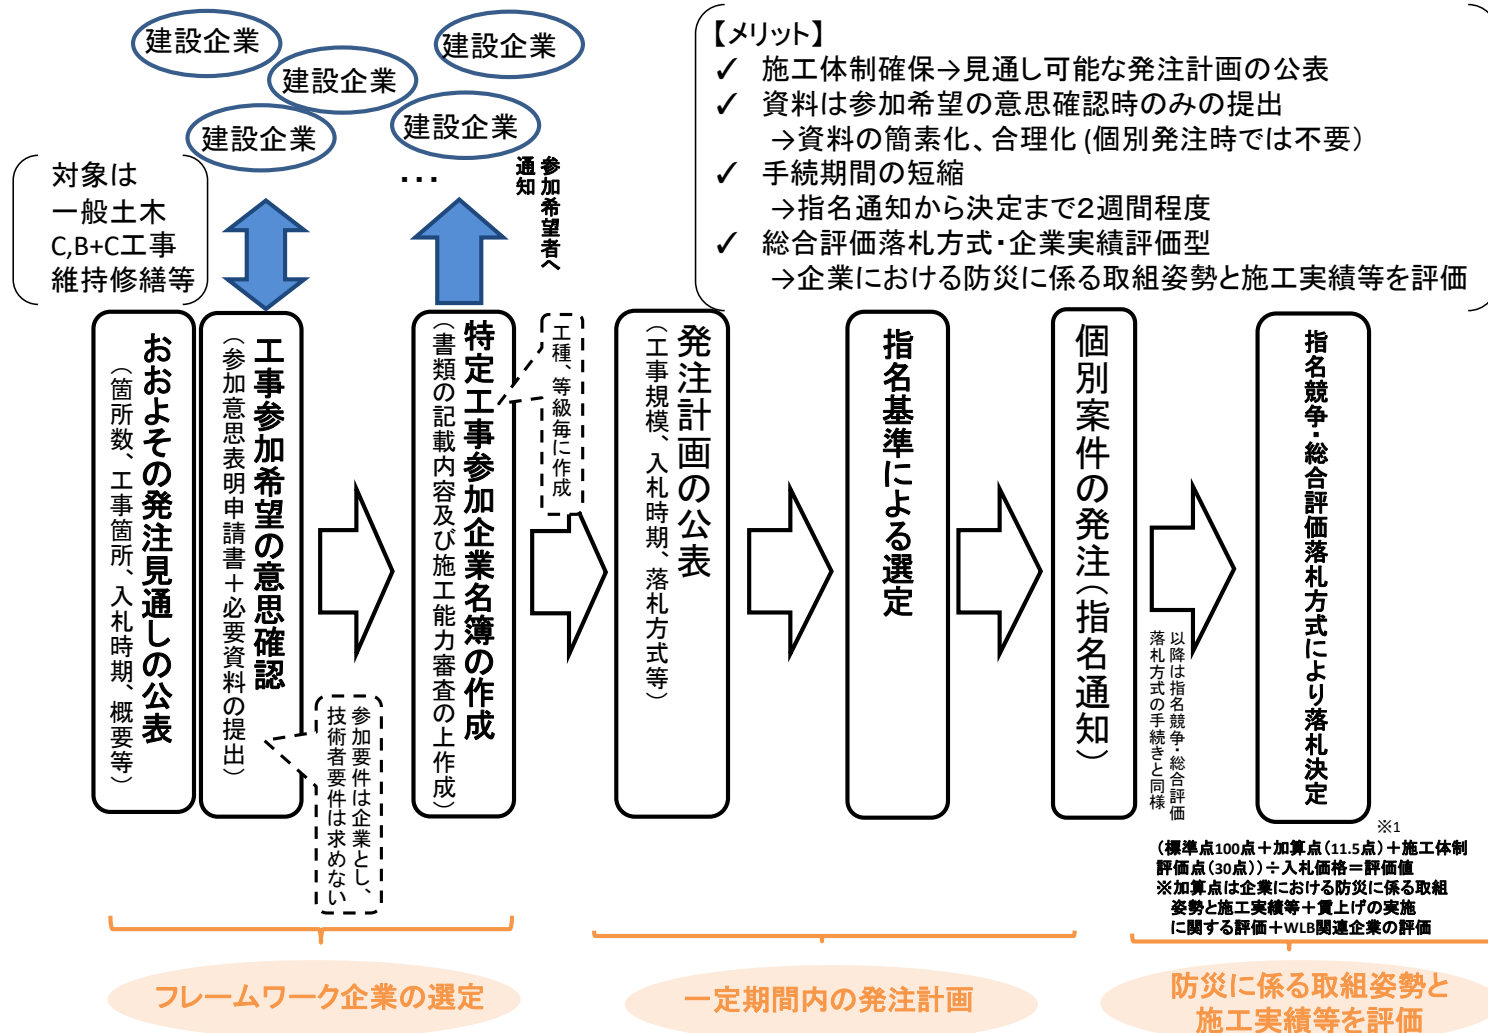 建設企業
建設企業
建設企業
建設企業
建設企業
…
参加希望者へ
通知
対象は
一般土木
C,B+C工事
維持修繕等
【メリット】
✓ 施工体制確保→見通し可能な発注計画の公表
✓ 資料は参加希望の意思確認時のみの提出
→資料の簡素化、合理化 (個別発注時では不要)
✓ 手続期間の短縮
→指名通知から決定まで2週間程度
✓ 総合評価落札方式・企業実績評価型
→企業における防災に係る取組姿勢と施工実績等を評価
おおよその発注見通しの公表
（箇所数、工事箇所、入札時期、概要等）
工事参加希望の意思確認
（参加意思表明申請書＋必要資料の提出）
参加要件は企業とし、
技術者要件は求めない
特定工事参加企業名簿の作成
（書類の記載内容及び施工能力審査の上作成）
工種、等級毎に作成
発注計画の公表
（工事規模、入札時期、落札方式等）
指名基準による選定
個別案件の発注（指名通知）
以降は指名競争・総合評価
落札方式の手続きと同様
指名競争・総合評価落札方式により落札決定
※1
(標準点100点＋加算点(11.5点)＋施工体制
評価点(30点))÷入札価格＝評価値
※加算点は企業における防災に係る取組
姿勢と施工実績等＋賃上げの実施
に関する評価＋WLB関連企業の評価
フレームワーク企業の選定
一定期間内の発注計画
防災に係る取組姿勢と
施工実績等を評価